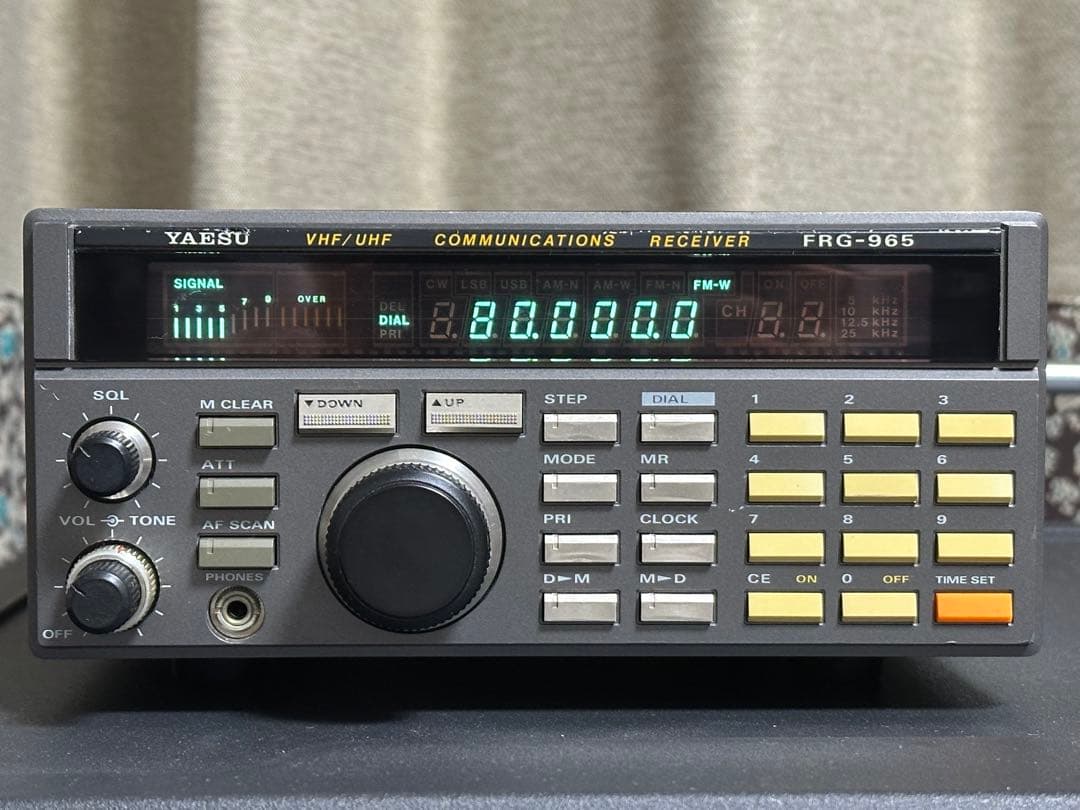 YAESU VHF/UHF COMMUNICATIONS RECEIVER FRG-965
SIGNAL
1 3 5 7 9 OVER
CW LSB USB AM-N AM-W FM-N FM-W ON OFF
DEL
DIAL
PRI
80.000.0
CH
5 kHz
10 kHz
12.5 kHz
25 kHz
SQL
VOL TONE
OFF
M CLEAR
ATT
AF SCAN
PHONES
▼DOWN
▲UP
STEP DIAL
MODE MR
PRI CLOCK
D►M M►D
1 2 3
4 5 6
7 8 9
CE ON 0 OFF TIME SET